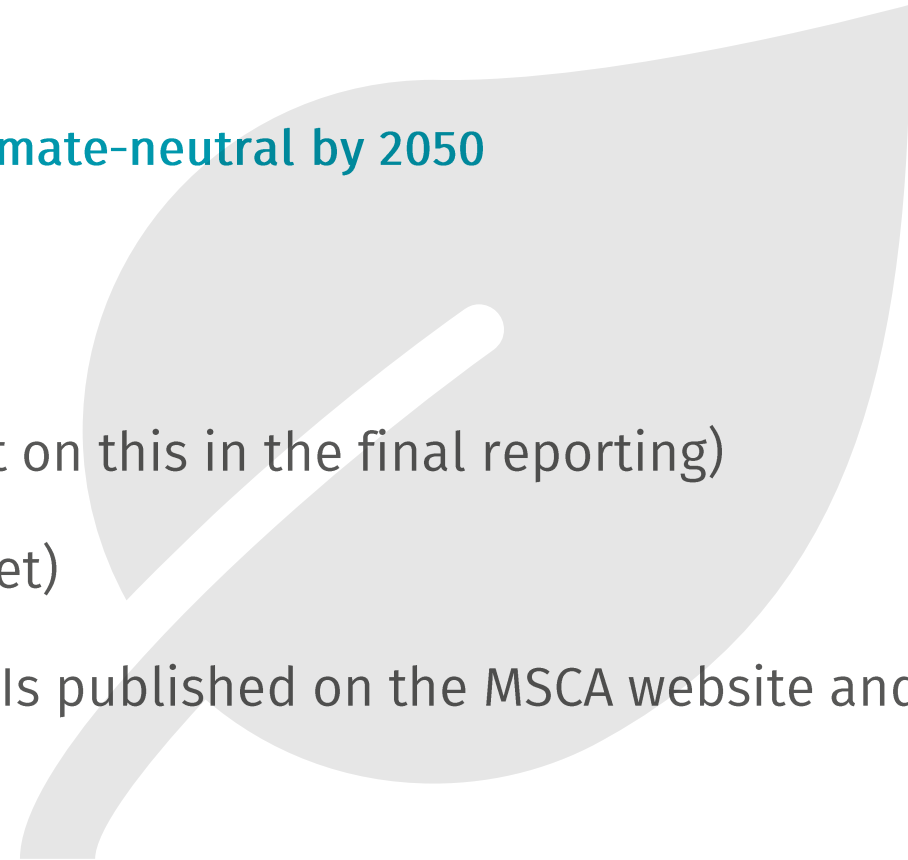 mate-neutral by 2050
t on this in the final reporting)
et)
Is published on the MSCA website and